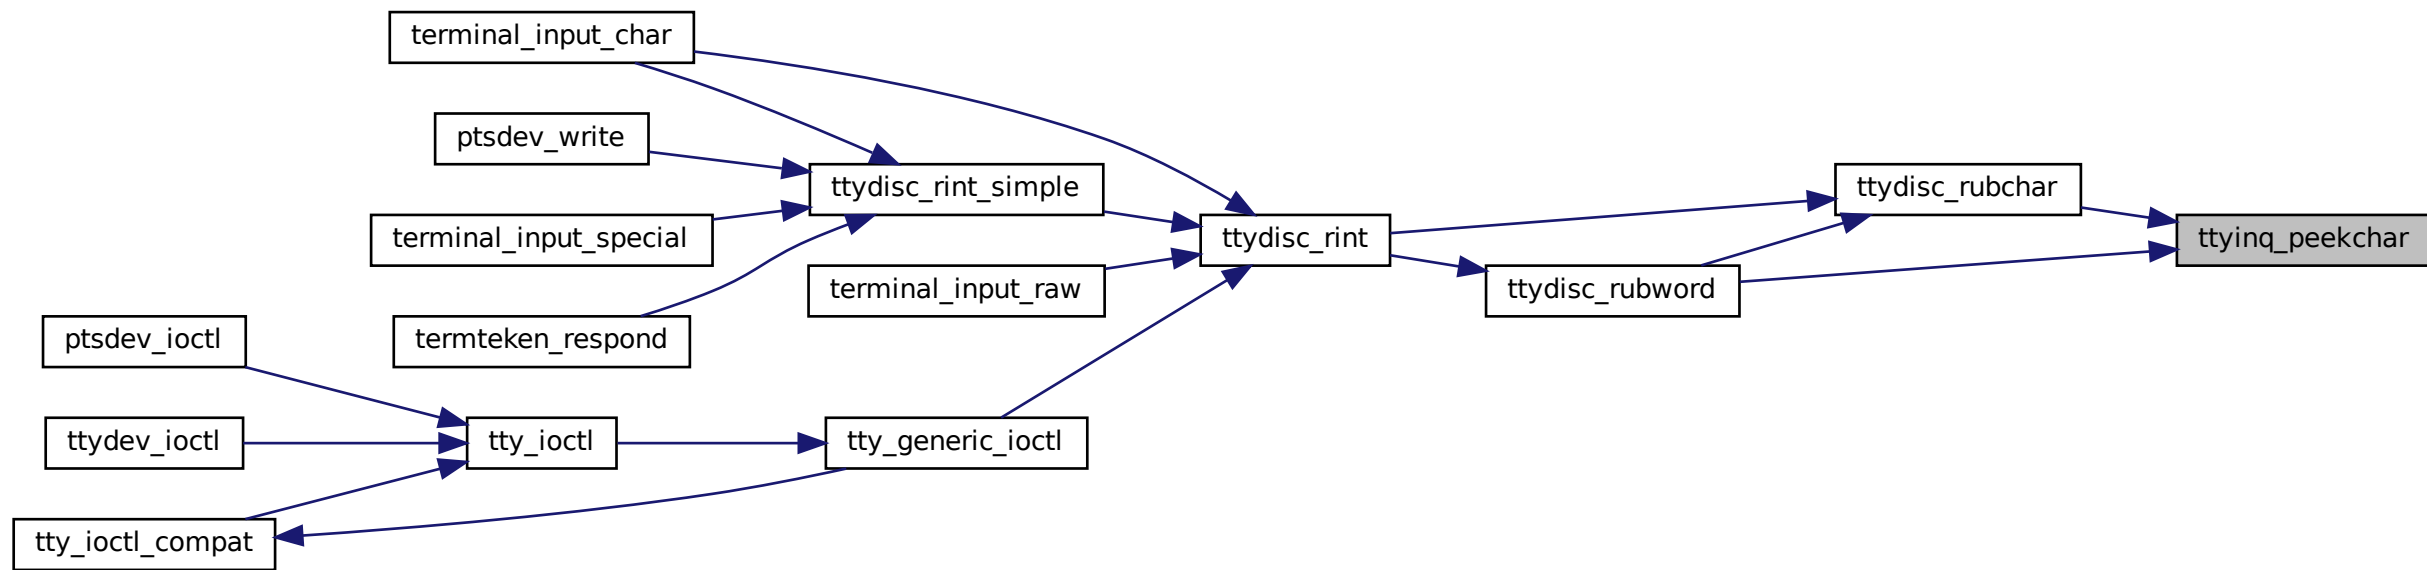 terminal_input_char
ptsdev_write
ttydisc_rint_simple
ttydisc_rubchar
terminal_input_special
ttydisc_rint
ttyinq_peekchar
terminal_input_raw
ttydisc_rubword
ptsdev_ioctl
termteken_respond
ttydev_ioctl
tty_ioctl
tty_generic_ioctl
tty_ioctl_compat